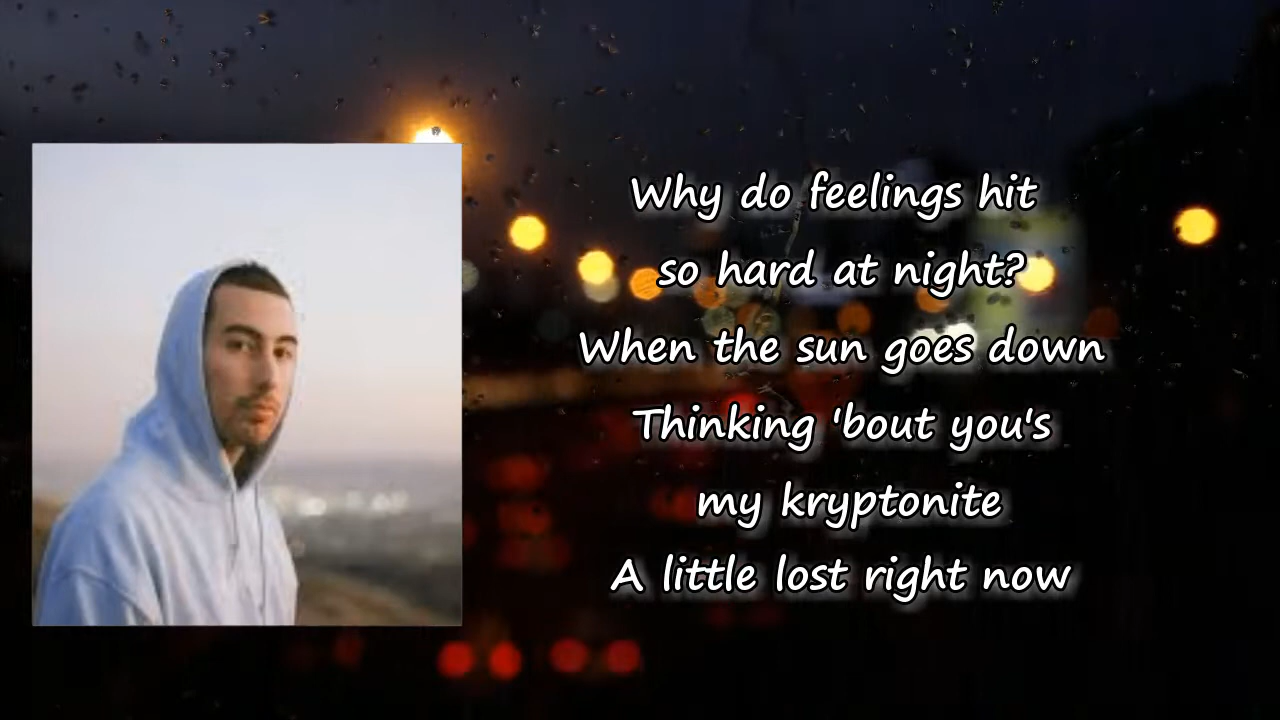 Why do feelings hit
so hard at night?
When the sun goes down
Thinking 'bout you's
my kryptonite
A little lost right now